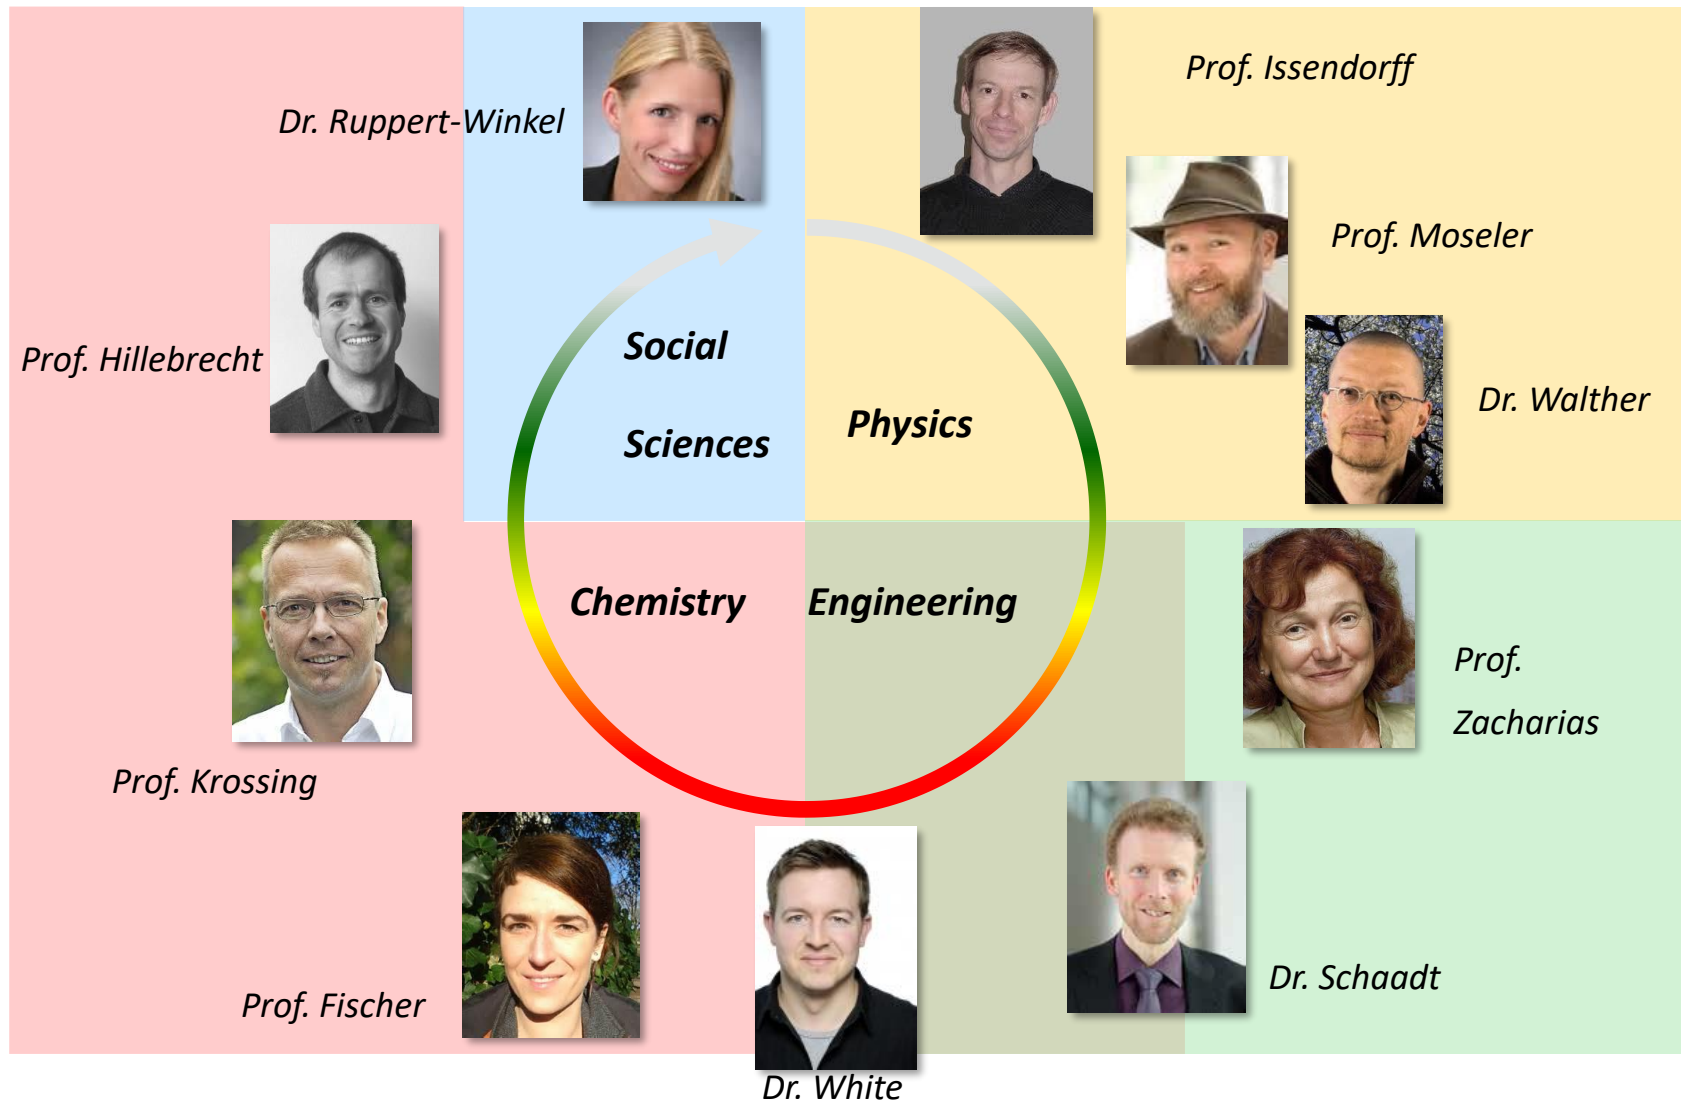 Prof. Issendorff
Dr. Ruppert-Winkel
Prof. Moseler
Social
Sciences
Prof. Hillebrecht
Dr. Walther
Physics
Chemistry
Engineering
Prof.
Zacharias
Prof. Krossing
Dr. Schaadt
Prof. Fischer
Dr. White